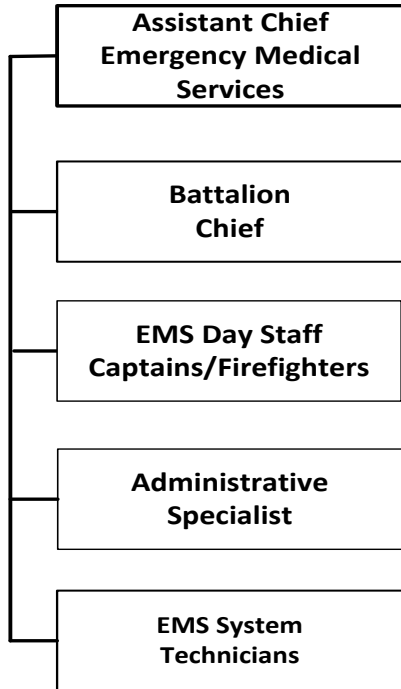 Assistant Chief
Emergency Medical
Services
Battalion
Chief
EMS Day Staff
Captains/Firefighters
Administrative
Specialist
EMS System
Technicians